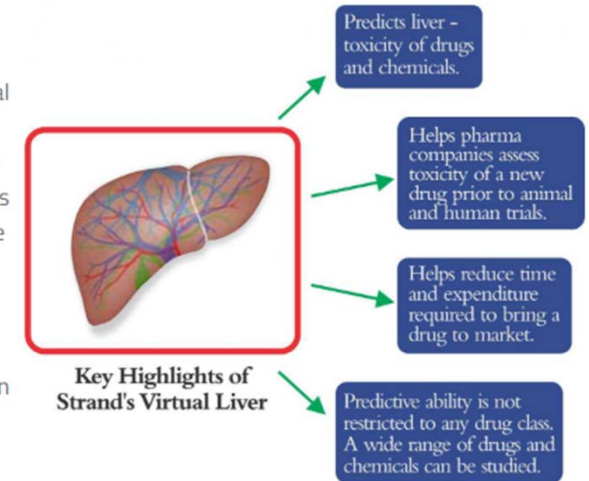 Predicts liver -
toxicity of drugs
and chemicals.
Helps pharma
companies assess
toxicity of a new
drug prior to animal
and human trials.
Helps reduce time
and expenditure
required to bring a
drug to market.
Key Highlights of
Strand's Virtual Liver
Predictive ability is not
restricted to any drug class.
A wide range of drugs and
chemicals can be studied.